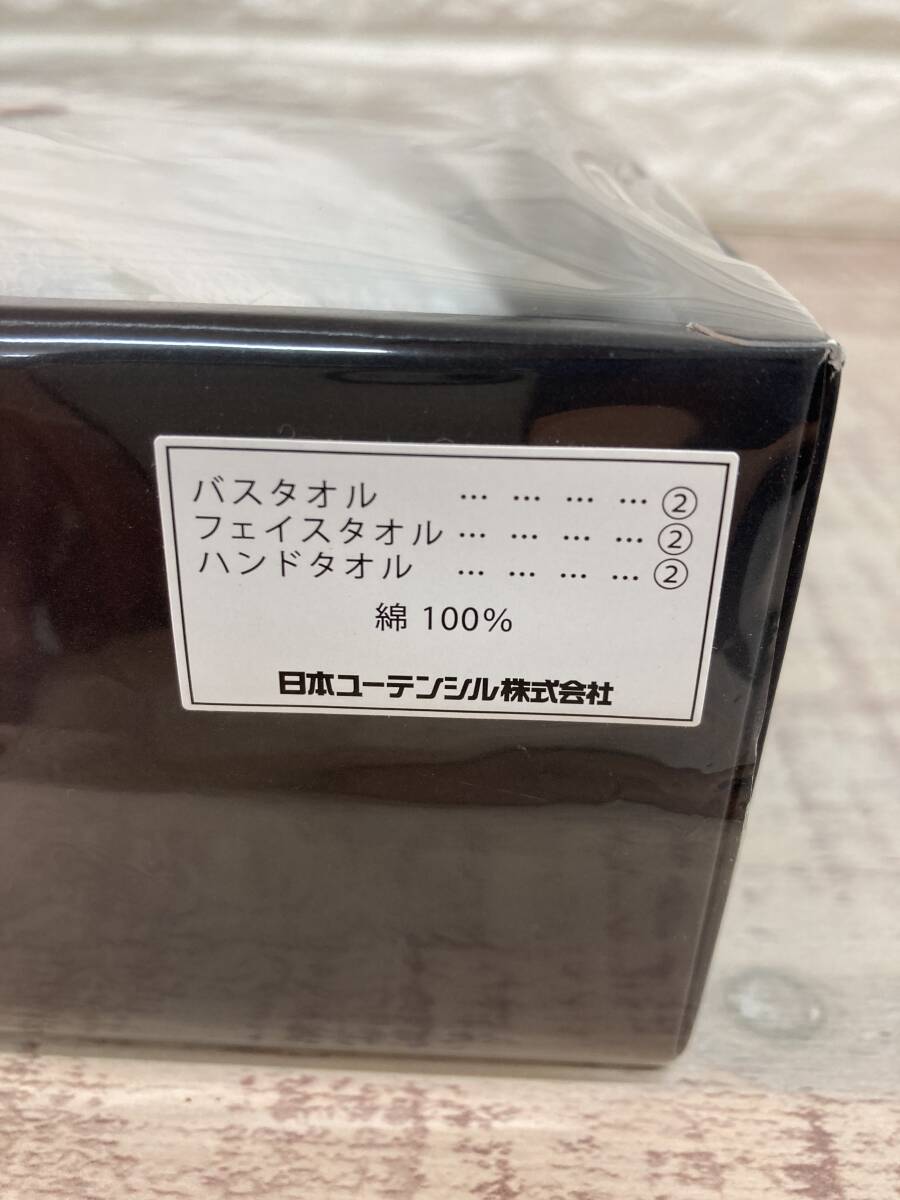 バスタオル … … … … ②
フェイスタオル … … … … ②
ハンドタオル … … … … ②
綿 100%
日本ユーテンシル株式会社